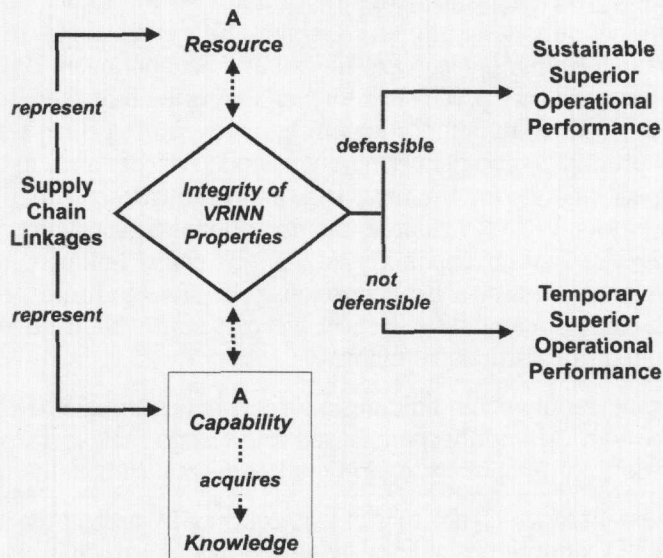 A
Resource
represent
Supply
Chain
Linkages
represent
Integrity of
VRINN
Properties
defensible
not
defensible
Sustainable
Superior
Operational
Performance
Temporary
Superior
Operational
Performance
A
Capability
acquires
Knowledge